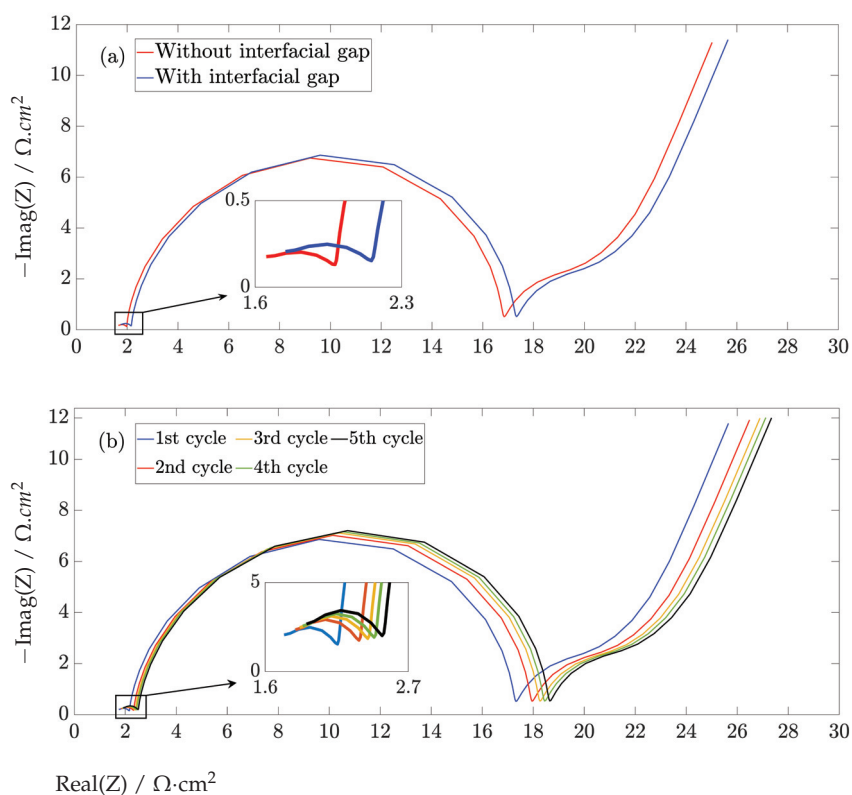 12
(a)
Without interfacial gap
With interfacial gap
10
8
6
4
2
0
−Imag(Z) / Ω.cm²
0.5
0
1.6 2.3
0 2 4 6 8 10 12 14 16 18 20 22 24 26 28 30
12
(b)
1st cycle 3rd cycle 5th cycle
2nd cycle 4th cycle
10
8
6
4
2
0
−Imag(Z) / Ω.cm²
5
0
1.6 2.7
0 2 4 6 8 10 12 14 16 18 20 22 24 26 28 30
Real(Z) / Ω·cm²